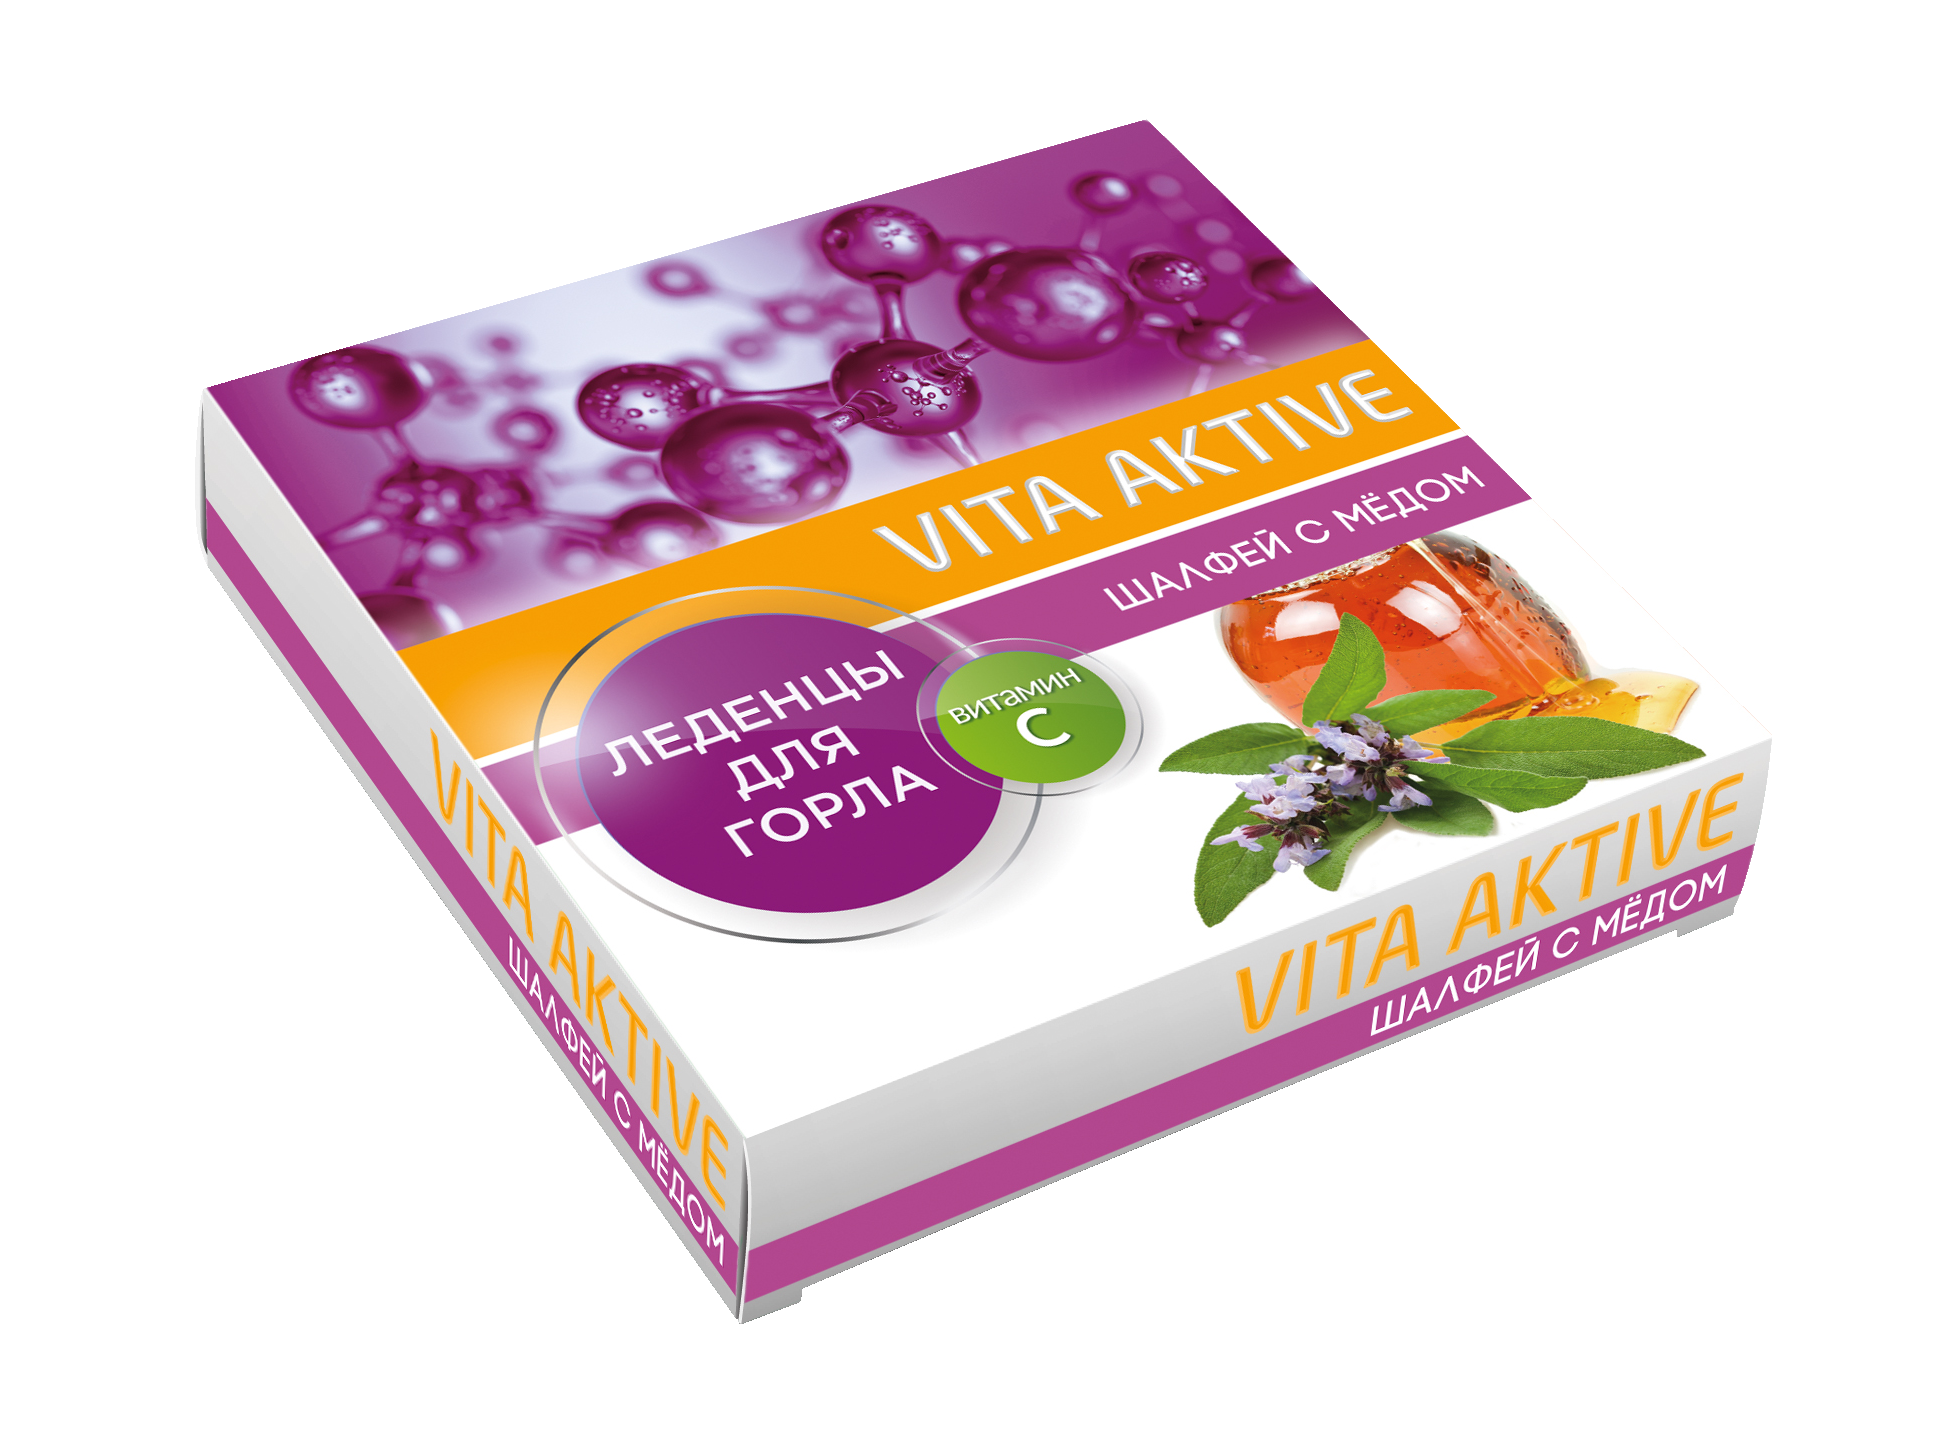 VITA AKTIVE
ШАЛФЕЙ С МЁДОМ
ЛЕДЕНЦЫ
ДЛЯ
ГОРЛА
ВИТАМИН
С
VITA AKTIVE
ШАЛФЕЙ С МЁДОМ
VITA AKTIVE
ШАЛФЕЙ С МЁДОМ